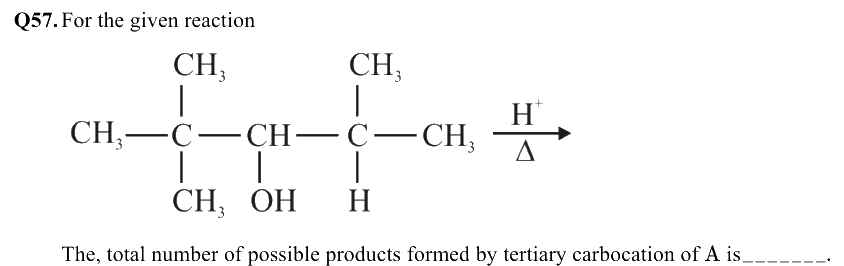 Q57. For the given reaction
CH₃ CH₃
CH₃—C—CH—C—CH₃ H⁺
Δ
CH₃ OH H
The, total number of possible products formed by tertiary carbocation of A is_______.